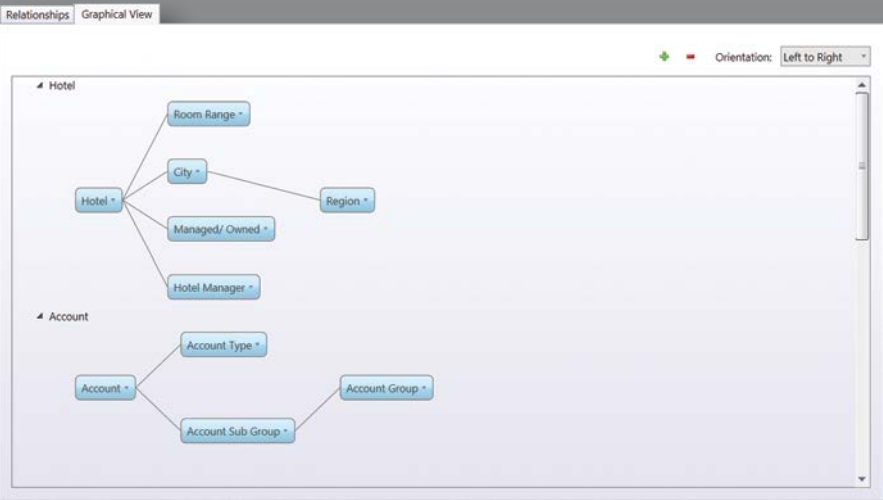 Relationships Graphical View
Orientation: Left to Right
Hotel
Room Range
City
Hotel
Region
Managed/ Owned
Hotel Manager
Account
Account Type
Account
Account Group
Account Sub Group